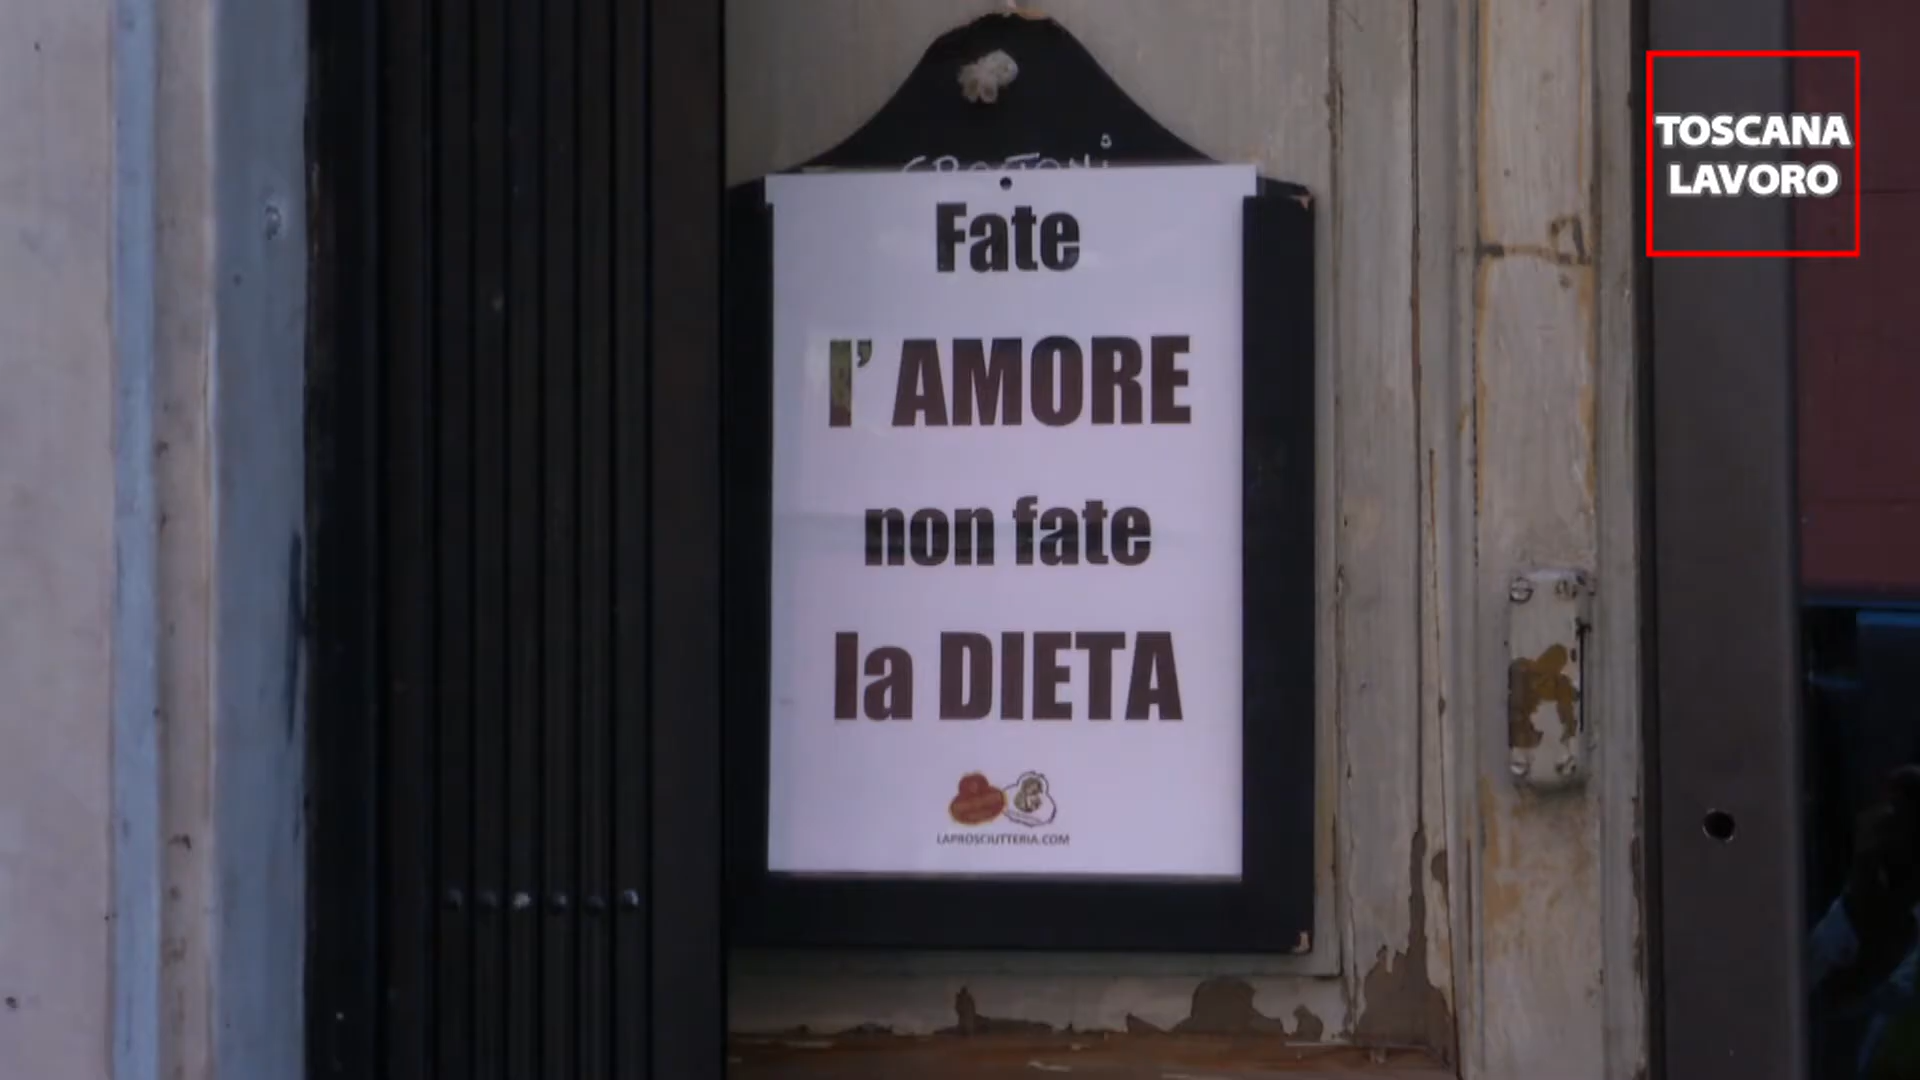 TOSCANA
LAVORO
Fate
l' AMORE
non fate
la DIETA
LAPROSCIUTTERIA.COM